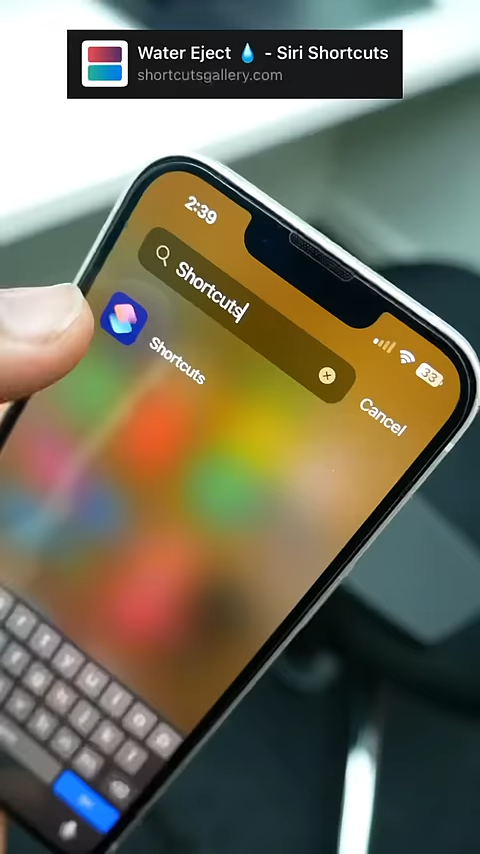 Water Eject 💧 - Siri Shortcuts
shortcutsgallery.com
2:39
33
Shortcuts
Cancel
Shortcuts